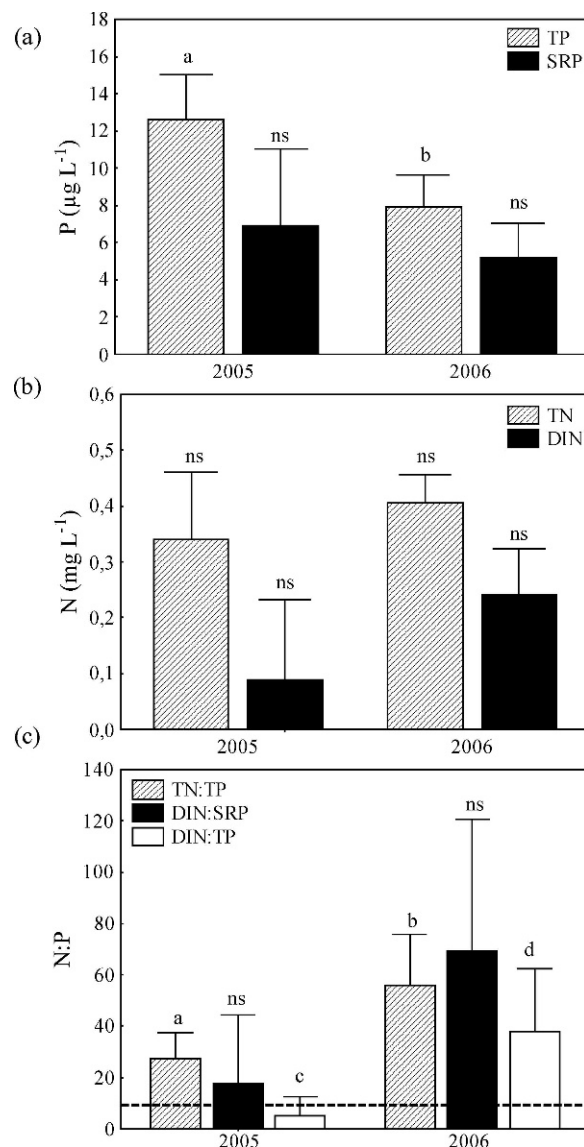 (a)
18
16
14
12
10
8
6
4
2
0
P (µg L⁻¹)
TP
SRP
a
ns
b
ns
2005
2006
(b)
0,6
0,5
0,4
0,3
0,2
0,1
0,0
N (mg L⁻¹)
TN
DIN
ns
ns
ns
ns
2005
2006
(c)
140
120
100
80
60
40
20
0
N:P
TN:TP
DIN:SRP
DIN:TP
a
ns
c
b
ns
d
2005
2006